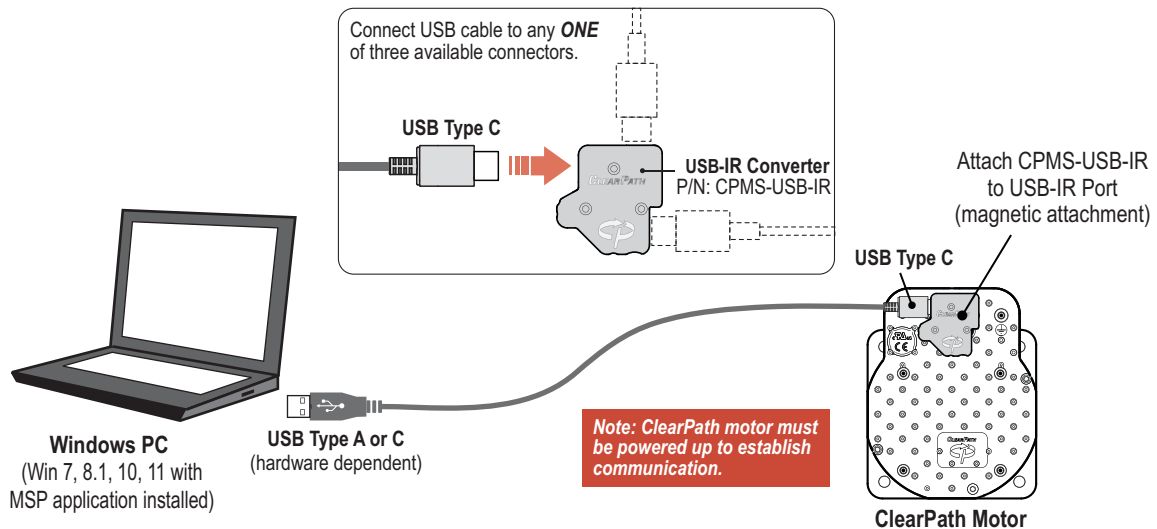 Connect USB cable to any ONE
of three available connectors.
USB Type C
CLEARPATH
USB-IR Converter
P/N: CPMS-USB-IR
Attach CPMS-USB-IR
to USB-IR Port
(magnetic attachment)
USB Type C
Windows PC
(Win 7, 8.1, 10, 11 with
MSP application installed)
USB Type A or C
(hardware dependent)
Note: ClearPath motor must
be powered up to establish
communication.
CE
CLEARPATH
ClearPath Motor